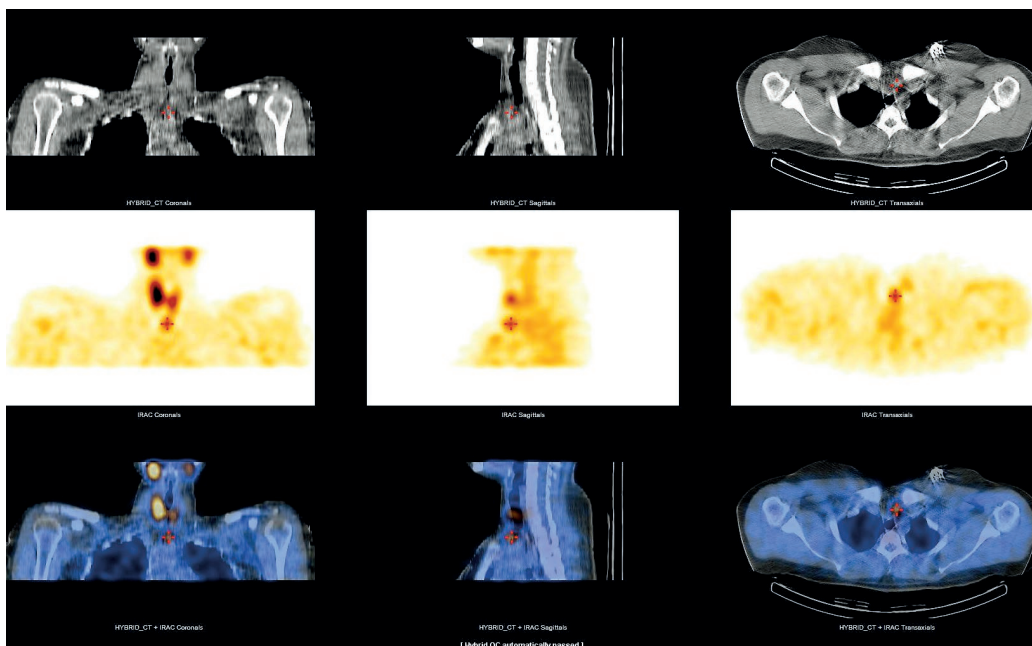 HYBRID_CT Coronals
HYBRID_CT Sagittals
HYBRID_CT Transaxials
IRAC Coronals
IRAC Sagittals
IRAC Transaxials
HYBRID_CT + IRAC Coronals
HYBRID_CT + IRAC Sagittals
HYBRID_CT + IRAC Transaxials
[ Hybrid QC automatically passed ]